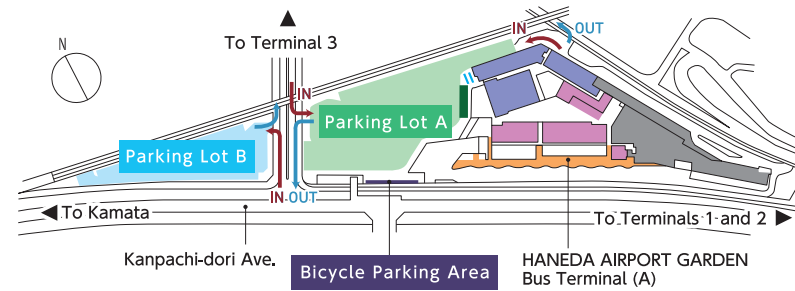 N
To Terminal 3
IN
OUT
IN
Parking Lot A
Parking Lot B
IN
OUT
To Kamata
To Terminals 1 and 2
Kanpachi-dori Ave.
Bicycle Parking Area
HANEDA AIRPORT GARDEN
Bus Terminal (A)